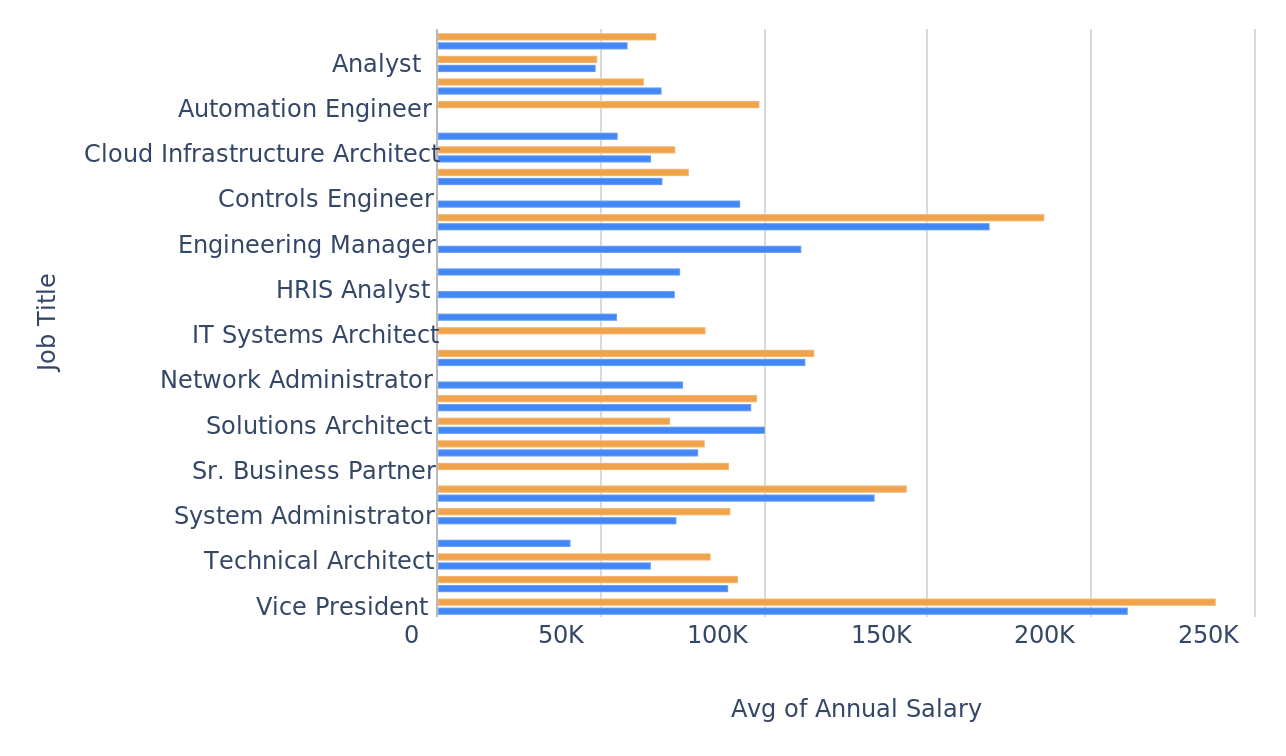 Analyst
Automation Engineer
Cloud Infrastructure Architect
Controls Engineer
Engineering Manager
HRIS Analyst
IT Systems Architect
Network Administrator
Solutions Architect
Sr. Business Partner
System Administrator
Technical Architect
Vice President
Job Title
0 50K 100K 150K 200K 250K
Avg of Annual Salary